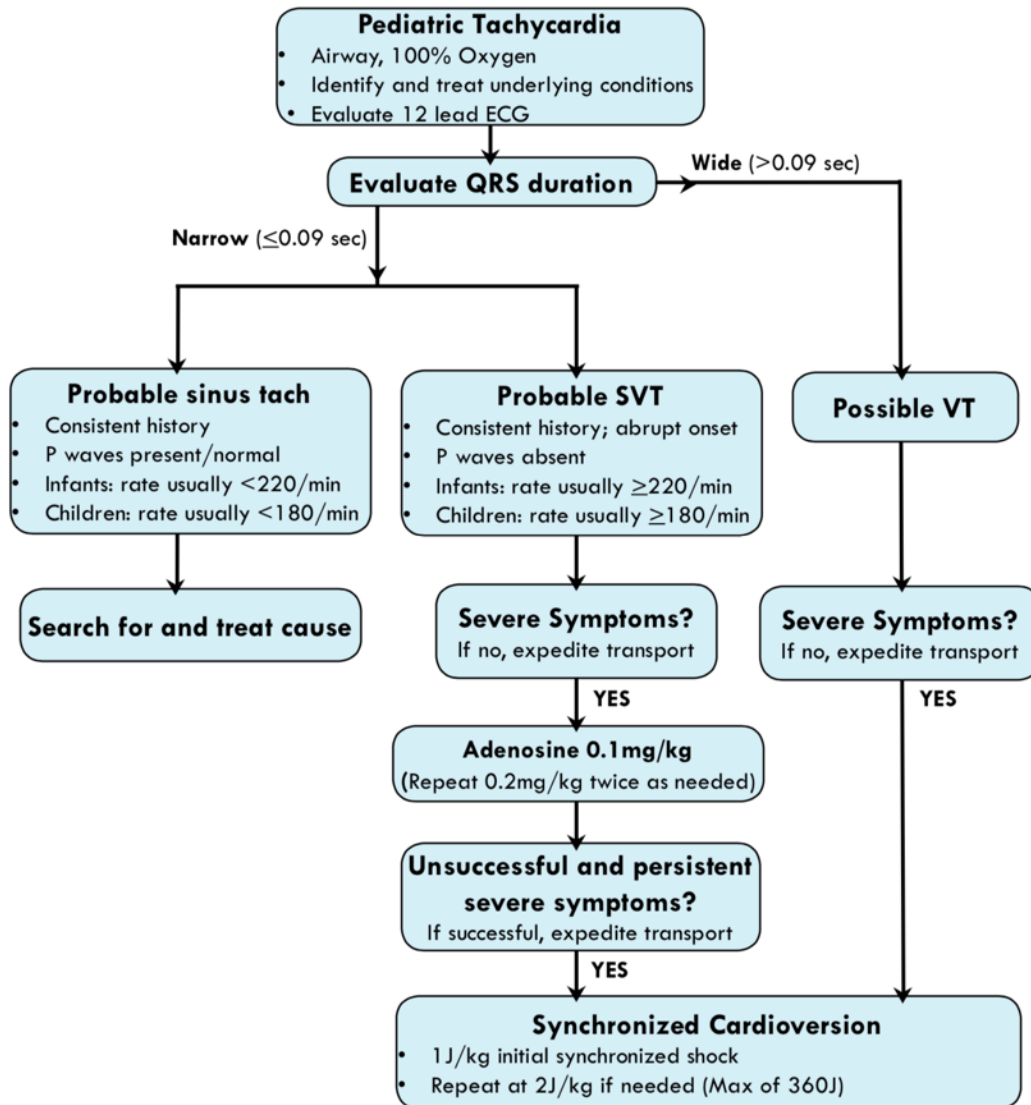 Pediatric Tachycardia
• Airway, 100% Oxygen
• Identify and treat underlying conditions
• Evaluate 12 lead ECG
Evaluate QRS duration
Wide (>0.09 sec)
Narrow (≤0.09 sec)
Probable sinus tach
• Consistent history
• P waves present/normal
• Infants: rate usually <220/min
• Children: rate usually <180/min
Search for and treat cause
Probable SVT
• Consistent history; abrupt onset
• P waves absent
• Infants: rate usually ≥220/min
• Children: rate usually ≥180/min
Severe Symptoms?
If no, expedite transport
YES
Adenosine 0.1mg/kg
(Repeat 0.2mg/kg twice as needed)
Unsuccessful and persistent
severe symptoms?
If successful, expedite transport
YES
Possible VT
Severe Symptoms?
If no, expedite transport
YES
Synchronized Cardioversion
• 1J/kg initial synchronized shock
• Repeat at 2J/kg if needed (Max of 360J)